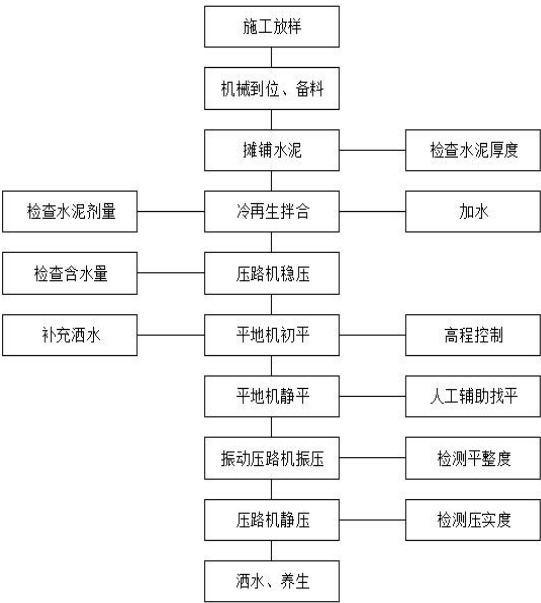 施工放样
机械到位、备料
摊铺水泥
检查水泥厚度
检查水泥剂量
冷再生拌合
加水
检查含水量
压路机稳压
补充洒水
平地机初平
高程控制
平地机静平
人工辅助找平
振动压路机振压
检测平整度
压路机静压
检测压实度
洒水、养生